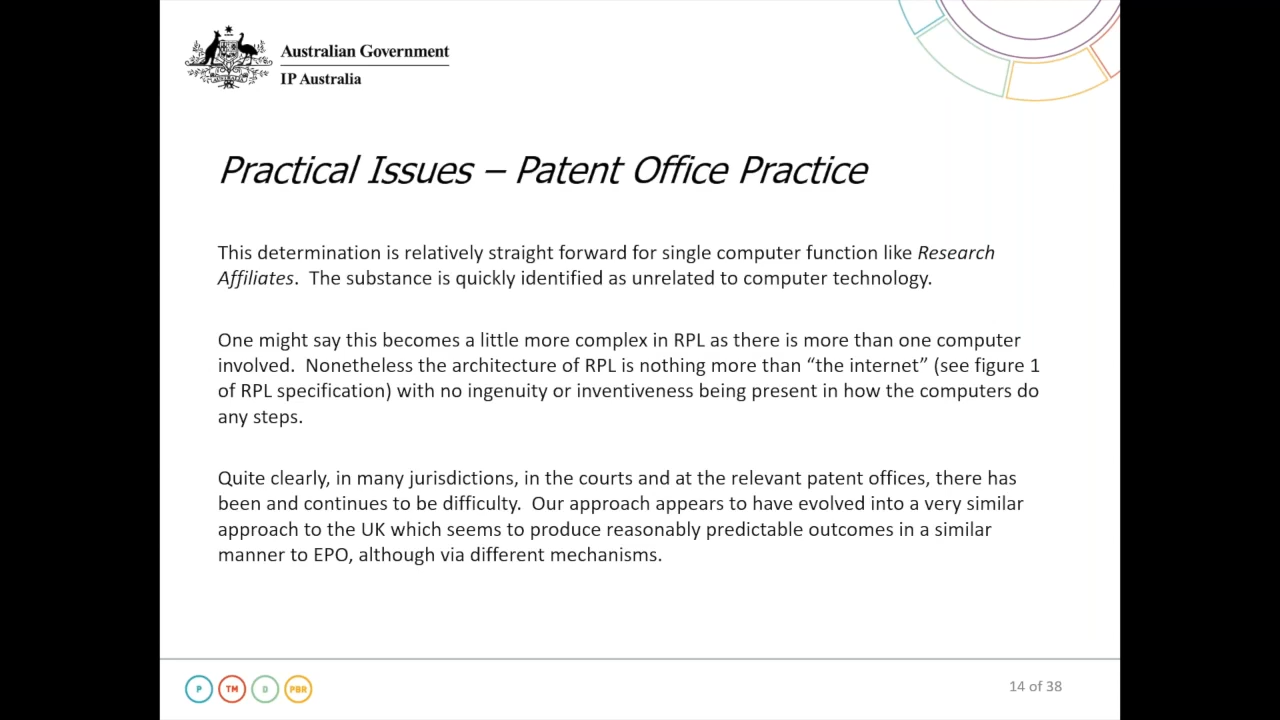 Australian Government
IP Australia
Practical Issues – Patent Office Practice
This determination is relatively straight forward for single computer function like Research
Affiliates.  The substance is quickly identified as unrelated to computer technology.
One might say this becomes a little more complex in RPL as there is more than one computer
involved.  Nonetheless the architecture of RPL is nothing more than “the internet” (see figure 1
of RPL specification) with no ingenuity or inventiveness being present in how the computers do
any steps.
Quite clearly, in many jurisdictions, in the courts and at the relevant patent offices, there has
been and continues to be difficulty.  Our approach appears to have evolved into a very similar
approach to the UK which seems to produce reasonably predictable outcomes in a similar
manner to EPO, although via different mechanisms.
P TM D PBR
14 of 38